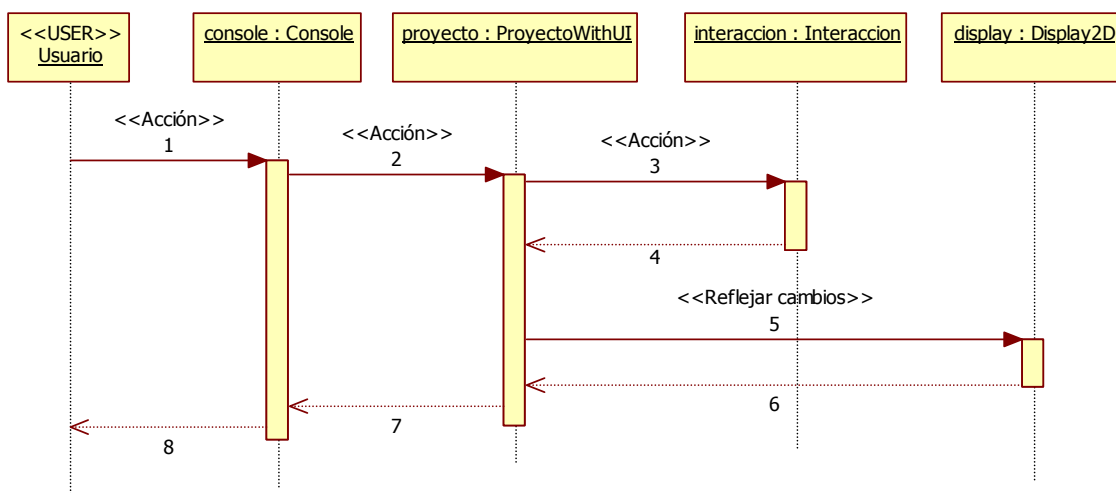 <<USER>>
Usuario
console : Console
proyecto : ProyectoWithUI
interaccion : Interaccion
display : Display2D
<<Acción>>
1
<<Acción>>
2
<<Acción>>
3
4
<<Reflejar cambios>>
5
6
7
8